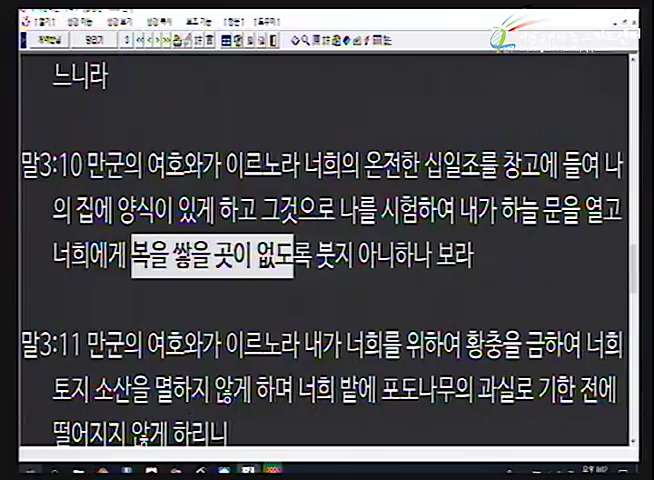 느니라
말3:10 만군의 여호와가 이르노라 너희의 온전한 십일조를 창고에 들여 나
의 집에 양식이 있게 하고 그것으로 나를 시험하여 내가 하늘 문을 열고
너희에게 복을 쌓을 곳이 없도록 붓지 아니하나 보라
말3:11 만군의 여호와가 이르노라 내가 너희를 위하여 황충을 금하여 너희
토지 소산을 멸하지 않게 하며 너희 밭에 포도나무의 과실로 기한 전에
떨어지지 않게 하리니